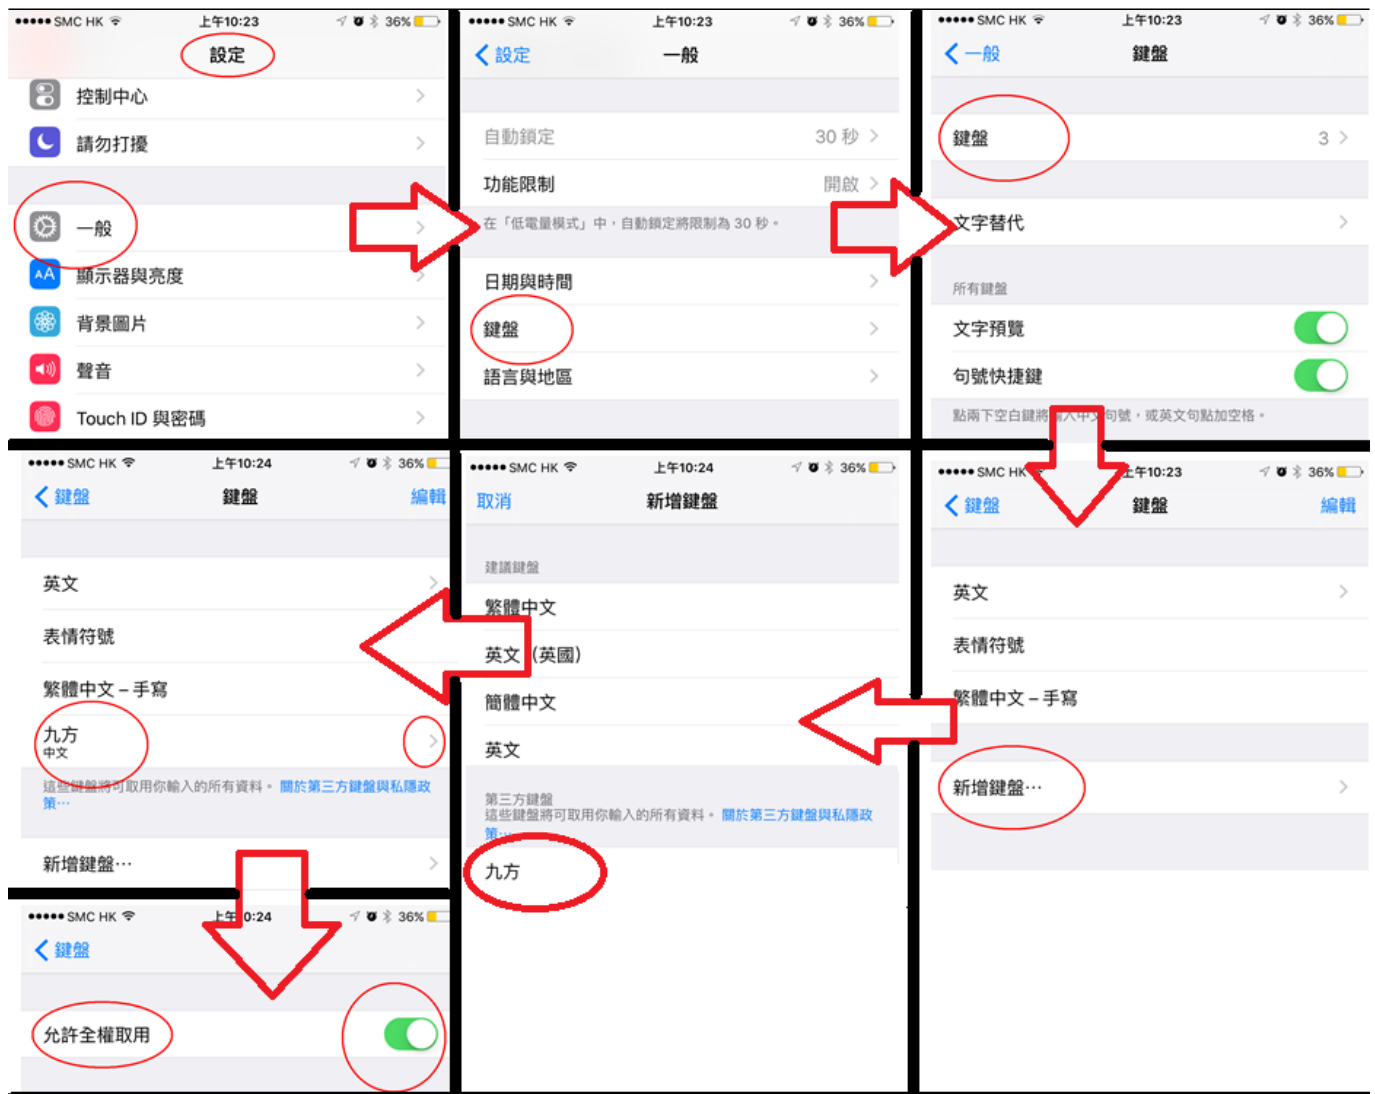 SMC HK 上午10:23 36%
設定
控制中心
請勿打擾
一般
顯示器與亮度
背景圖片
聲音
Touch ID 與密碼
SMC HK 上午10:23 36%
設定 一般
自動鎖定 30 秒
功能限制 開啟
在「低電量模式」中，自動鎖定將限制為 30 秒。
日期與時間
鍵盤
語言與地區
SMC HK 上午10:23 36%
一般 鍵盤
鍵盤 3
文字替代
所有鍵盤
文字預覽
句號快捷鍵
點兩下空白鍵將輸入中文句號，或英文句點加空格。
SMC HK 上午10:23 36%
鍵盤 鍵盤 編輯
英文
表情符號
繁體中文 – 手寫
新增鍵盤⋯
SMC HK 上午10:24 36%
取消 新增鍵盤
建議鍵盤
繁體中文
英文（英國）
簡體中文
英文
第三方鍵盤
這些鍵盤將可取用你輸入的所有資料。關於第三方鍵盤與私隱政
策⋯
九方
SMC HK 上午10:24 36%
鍵盤 鍵盤 編輯
英文
表情符號
繁體中文 – 手寫
九方
中文
這些鍵盤將可取用你輸入的所有資料。關於第三方鍵盤與私隱政
策⋯
新增鍵盤⋯
SMC HK 上午10:24 36%
鍵盤
允許全權取用